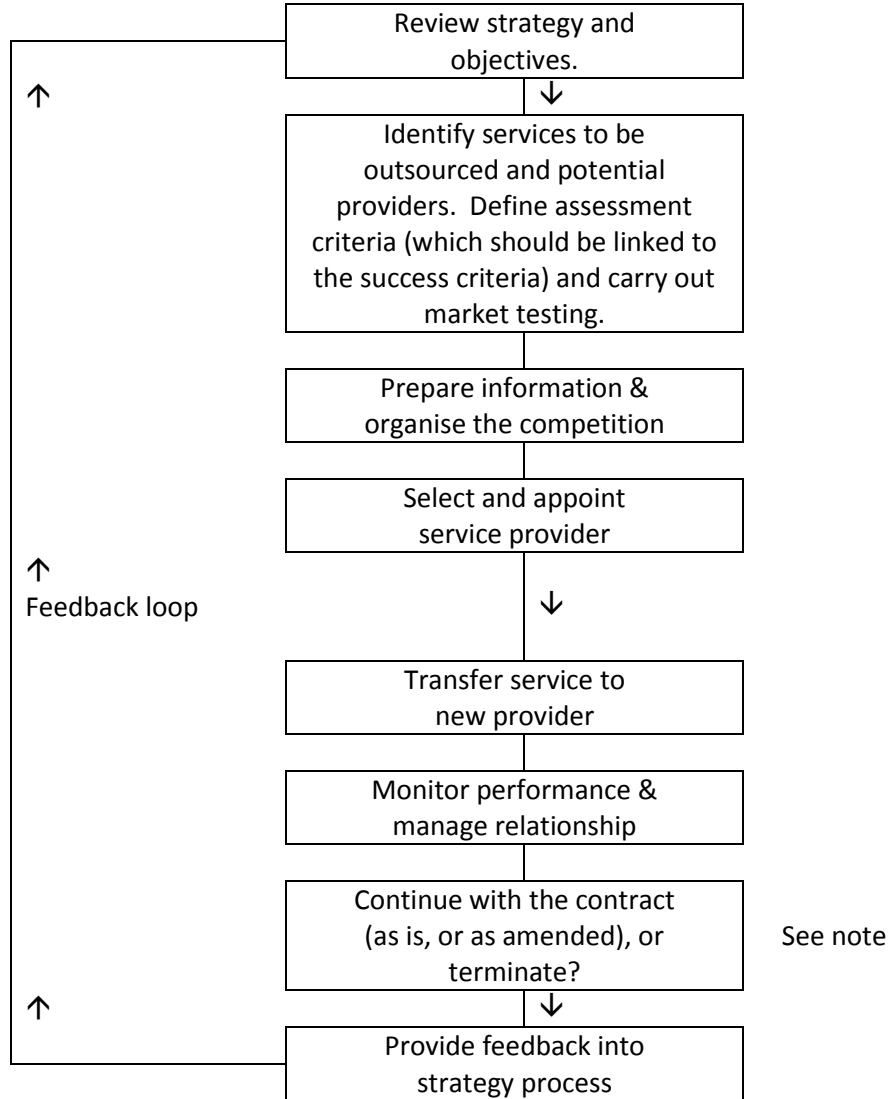 Review strategy and
objectives.
↑
↓
Identify services to be
outsourced and potential
providers.  Define assessment
criteria (which should be linked to
the success criteria) and carry out
market testing.
Prepare information &
organise the competition
Select and appoint
service provider
↑
Feedback loop
↓
Transfer service to
new provider
Monitor performance &
manage relationship
Continue with the contract
(as is, or as amended), or
terminate?
See note
↑
↓
Provide feedback into
strategy process